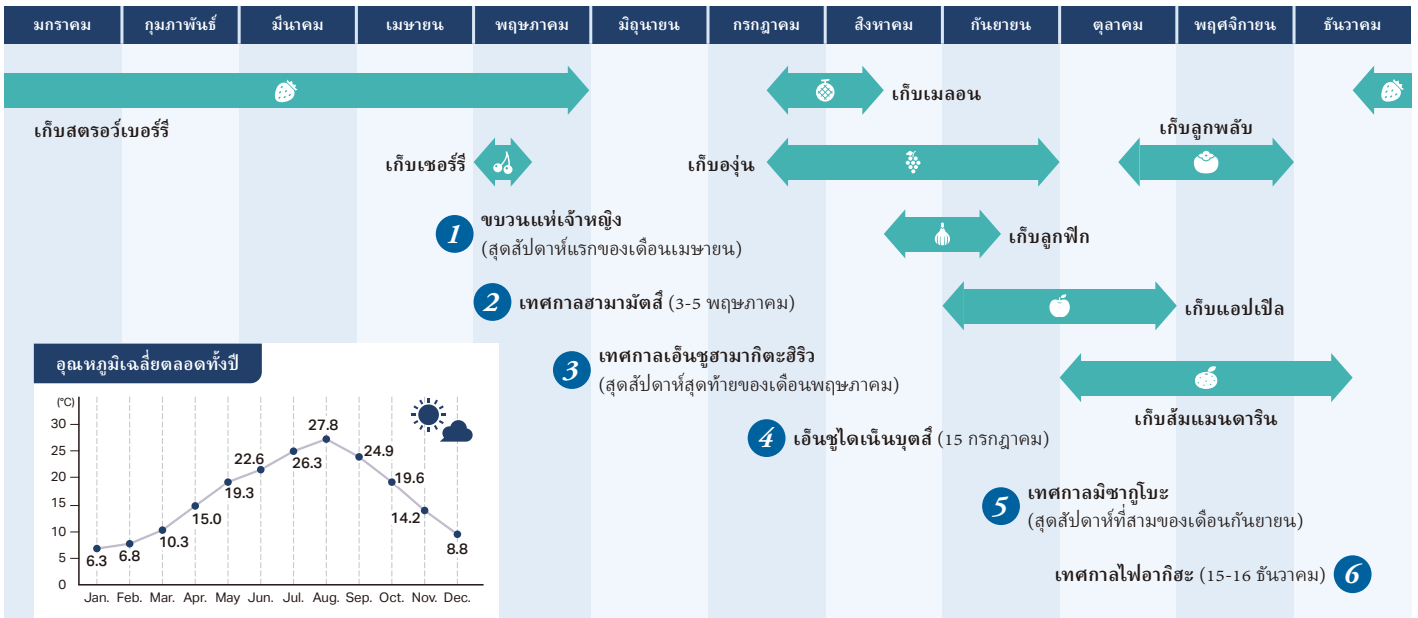 มกราคม
กุมภาพันธ์
มีนาคม
เมษายน
พฤษภาคม
มิถุนายน
กรกฎาคม
สิงหาคม
กันยายน
ตุลาคม
พฤศจิกายน
ธันวาคม
เก็บสตรอว์เบอร์รี่
เก็บเมลอน
เก็บเชอร์รี่
เก็บองุ่น
เก็บลูกพลับ
1 ขบวนแห่เจ้าหญิง
(สุดสัปดาห์แรกของเดือนเมษายน)
เก็บลูกฟิก
2 เทศกาลฮามามัตสึ (3-5 พฤษภาคม)
เก็บแอปเปิล
3 เทศกาลเอ็นชูฮามากิตะฮิริว
(สุดสัปดาห์สุดท้ายของเดือนพฤษภาคม)
เก็บส้มแมนดาริน
4 เอ็นชูไดเน็นบุตสึ (15 กรกฎาคม)
5 เทศกาลมิซากูโบะ
(สุดสัปดาห์ที่สามของเดือนกันยายน)
เทศกาลไฟอากิฮะ (15-16 ธันวาคม) 6
อุณหภูมิเฉลี่ยตลอดทั้งปี
(°C)
30
25
20
15
10
5
0
6.3
6.8
10.3
15.0
19.3
22.6
26.3
27.8
24.9
19.6
14.2
8.8
Jan. Feb. Mar. Apr. May Jun. Jul. Aug. Sep. Oct. Nov. Dec.